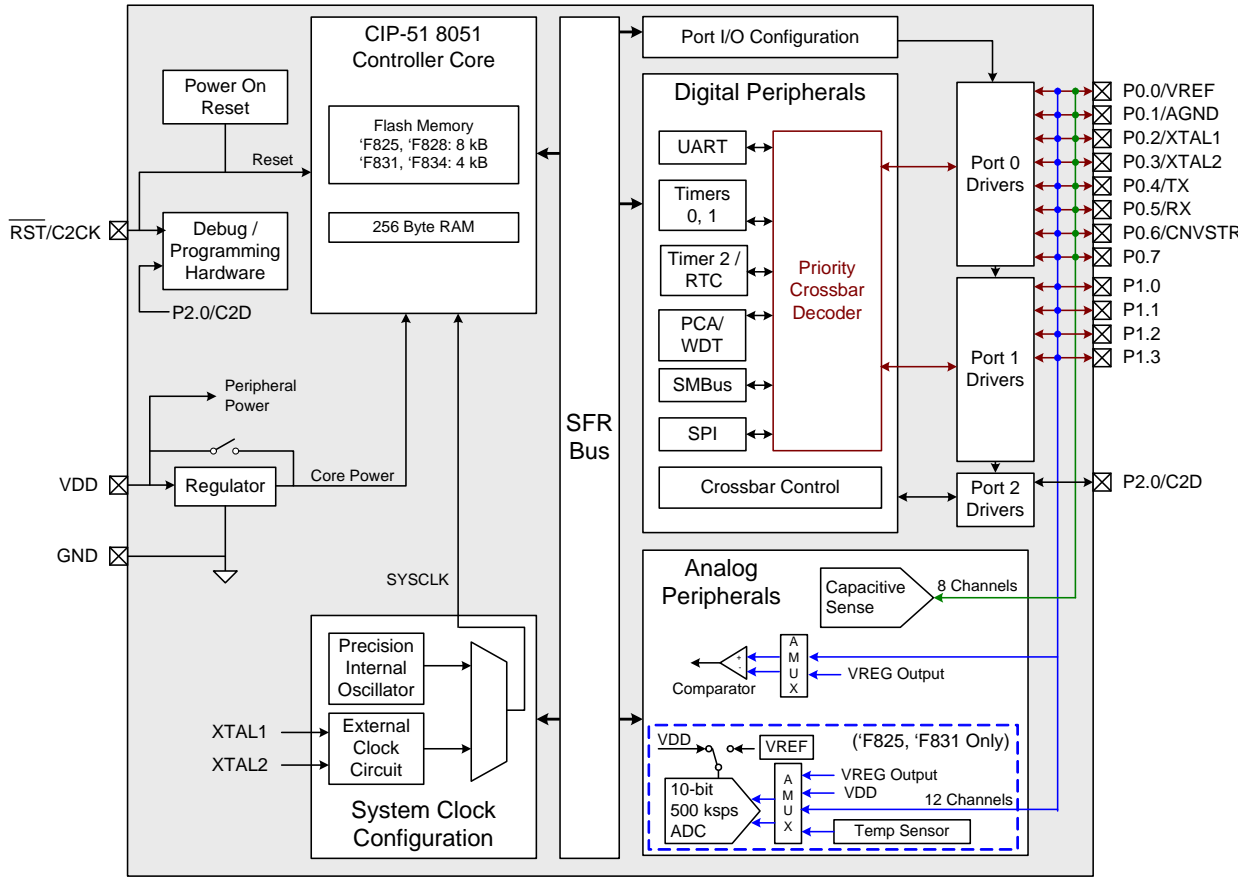 CIP-51 8051
Controller Core
Flash Memory
‘F825, ‘F828: 8 kB
‘F831, ‘F834: 4 kB
256 Byte RAM
Power On
Reset
Reset
RST/C2CK
Debug /
Programming
Hardware
P2.0/C2D
Peripheral
Power
VDD
Regulator
Core Power
GND
SYSCLK
Precision
Internal
Oscillator
XTAL1
XTAL2
External
Clock
Circuit
System Clock
Configuration
SFR
Bus
Port I/O Configuration
Digital Peripherals
UART
Timers
0, 1
Timer 2 /
RTC
PCA/
WDT
SMBus
SPI
Priority
Crossbar
Decoder
Crossbar Control
Port 0
Drivers
Port 1
Drivers
Port 2
Drivers
P0.0/VREF
P0.1/AGND
P0.2/XTAL1
P0.3/XTAL2
P0.4/TX
P0.5/RX
P0.6/CNVSTR
P0.7
P1.0
P1.1
P1.2
P1.3
P2.0/C2D
Analog
Peripherals
Capacitive
Sense
8 Channels
+
-
Comparator
A
M
U
X
VREG Output
(‘F825, ‘F831 Only)
VDD
VREF
10-bit
500 ksps
ADC
A
M
U
X
VREG Output
VDD
12 Channels
Temp Sensor